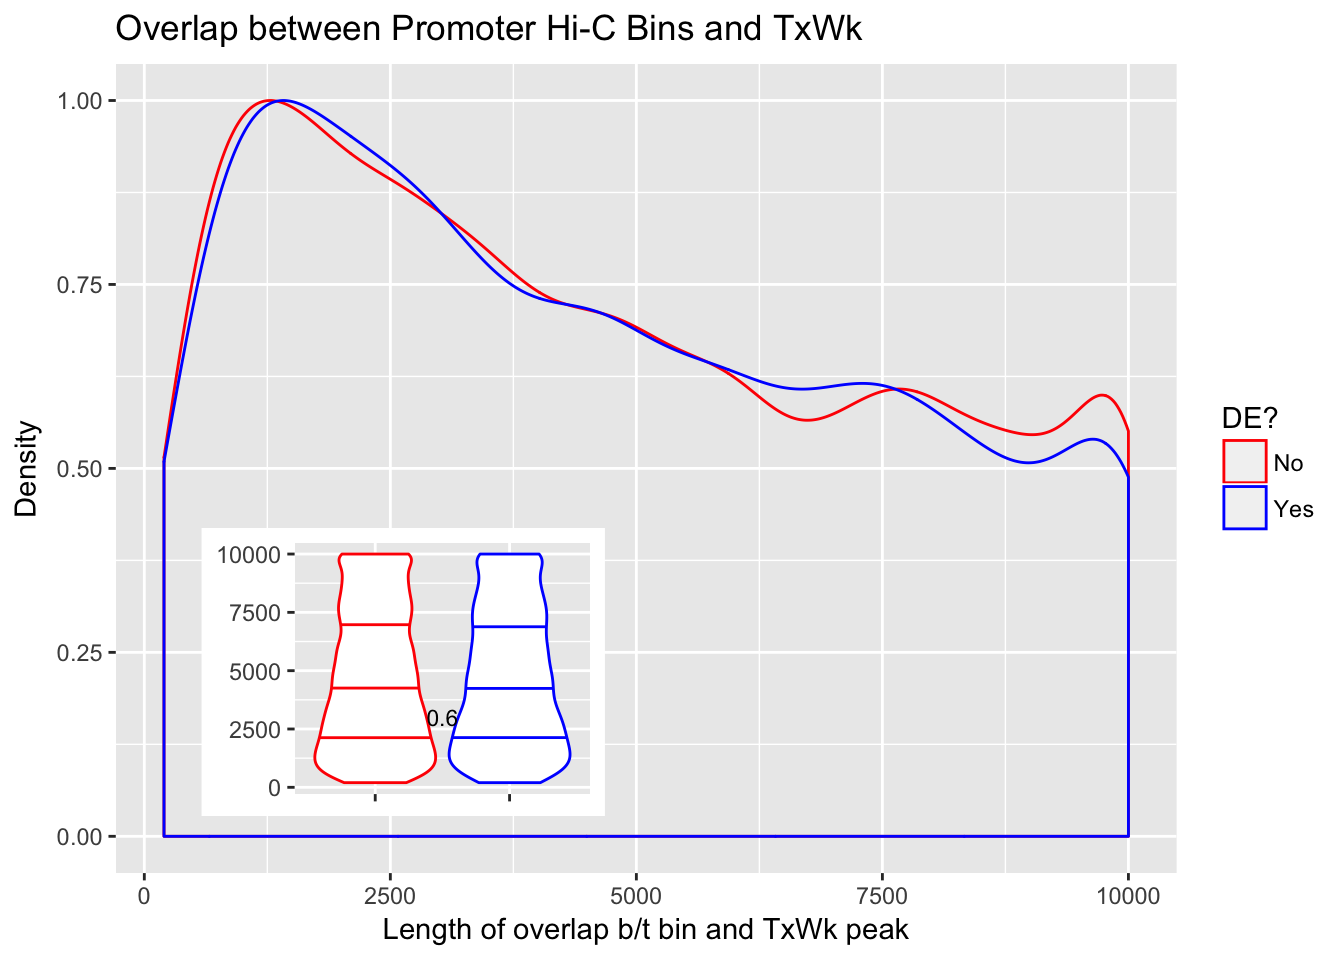 Overlap between Promoter Hi-C Bins and TxWk
1.00
0.75
0.50
0.25
0.00
Density
10000
7500
5000
2500
0
0.6
0 2500 5000 7500 10000
Length of overlap b/t bin and TxWk peak
DE?
No
Yes